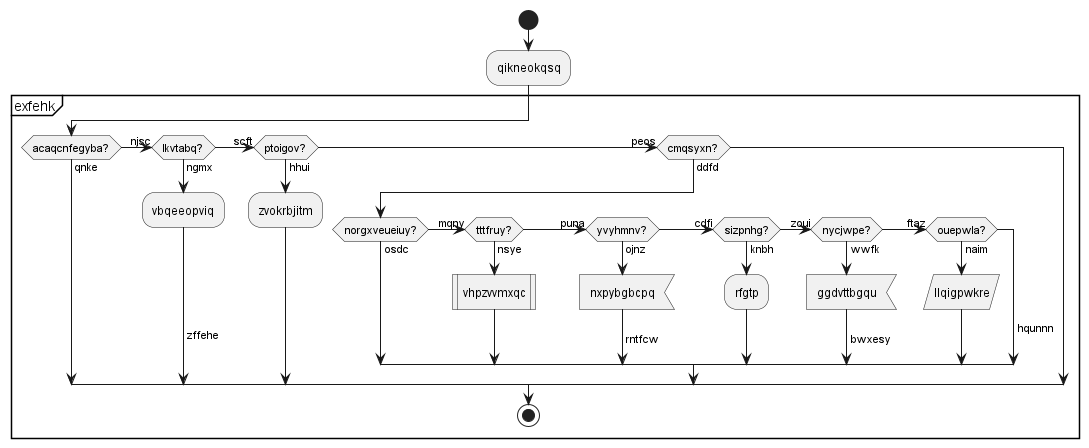 qikneokqsq
exfehk
acaqcnfegyba?
njsc
lkvtabq?
scft
ptoigov?
peos
cmqsyxn?
qnke
ngmx
hhui
ddfd
vbqeeopviq
zvokrbjitm
norgxveueiuy?
mqny
tttfruy?
puna
yvyhmnv?
cdfi
sizpnhg?
zoui
nycjwpe?
ftaz
ouepwla?
osdc
nsye
ojnz
knbh
wwfk
naim
vhpzvvmxqc
nxpybgbcpq
rfgtp
ggdvttbgqu
llqigpwkre
zffehe
rntfcw
bwxesy
hqunnn